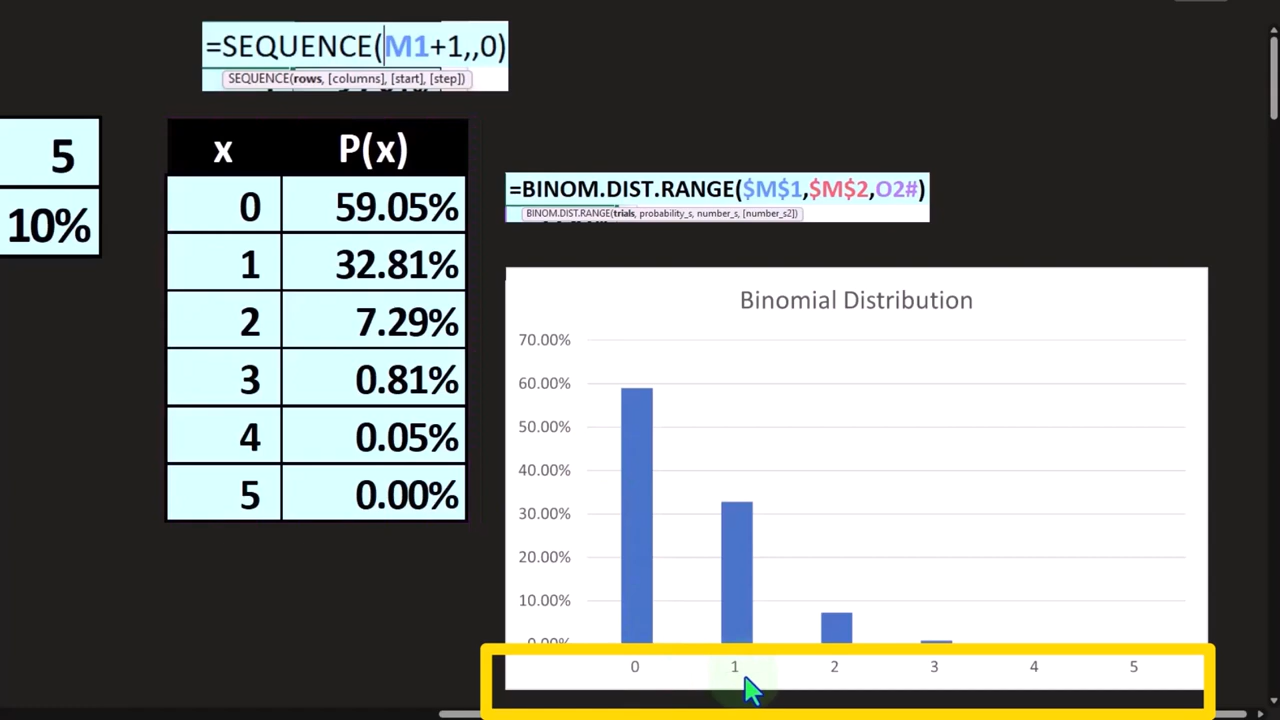 =SEQUENCE(M1+1,,0)
SEQUENCE(rows, [columns], [start], [step])
5
10%
x P(x)
0 59.05%
1 32.81%
2 7.29%
3 0.81%
4 0.05%
5 0.00%
=BINOM.DIST.RANGE($M$1,$M$2,O2#)
BINOM.DIST.RANGE(trials, probability_s, number_s, [number_s2])
Binomial Distribution
70.00%
60.00%
50.00%
40.00%
30.00%
20.00%
10.00%
0.00%
0 1 2 3 4 5